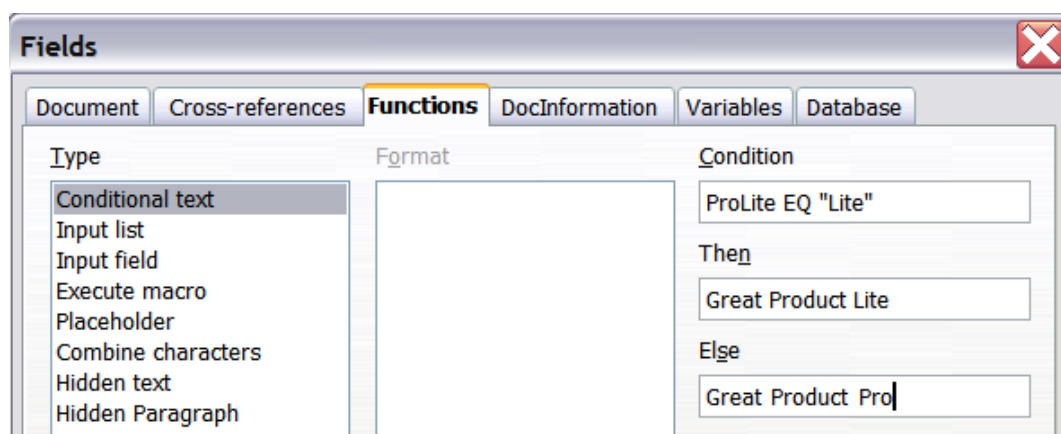 Fields
Document Cross-references Functions DocInformation Variables Database
Type
Conditional text
Input list
Input field
Execute macro
Placeholder
Combine characters
Hidden text
Hidden Paragraph
Format
Condition
ProLite EQ "Lite"
Then
Great Product Lite
Else
Great Product Pro